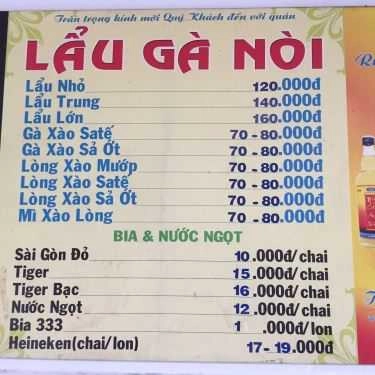 Trân trọng kính mời Quý Khách đến với quán
LẨU GÀ NÒI
Lẩu Nhỏ 120.000đ
Lẩu Trung 140.000đ
Lẩu Lớn 160.000đ
Gà Xào Satế 70 - 80.000đ
Gà Xào Sả Ớt 70 - 80.000đ
Lòng Xào Mướp 70 - 80.000đ
Lòng Xào Satế 70 - 80.000đ
Lòng Xào Sả Ớt 70 - 80.000đ
Mì Xào Lòng 70 - 80.000đ
BIA & NƯỚC NGỌT
Sài Gòn Đỏ 10.000đ/chai
Tiger 15.000đ/chai
Tiger Bạc 16.000đ/chai
Nước Ngọt 12.000đ/chai
Bia 333 1 .000đ/lon
Heineken(chai/lon) 17 - 19.000đ